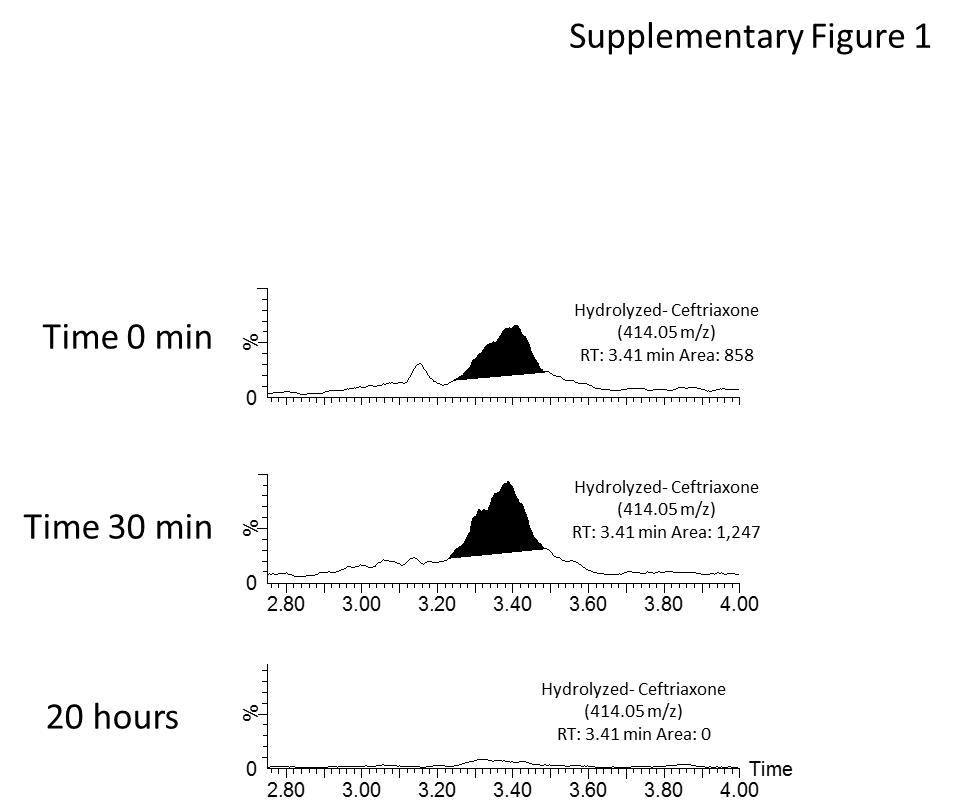 Supplementary Figure 1
Time 0 min
%
0
Hydrolyzed- Ceftriaxone
(414.05 m/z)
RT: 3.41 min Area: 858
Time 30 min
%
0
Hydrolyzed- Ceftriaxone
(414.05 m/z)
RT: 3.41 min Area: 1,247
2.80 3.00 3.20 3.40 3.60 3.80 4.00
20 hours
%
0
Hydrolyzed- Ceftriaxone
(414.05 m/z)
RT: 3.41 min Area: 0
Time
2.80 3.00 3.20 3.40 3.60 3.80 4.00